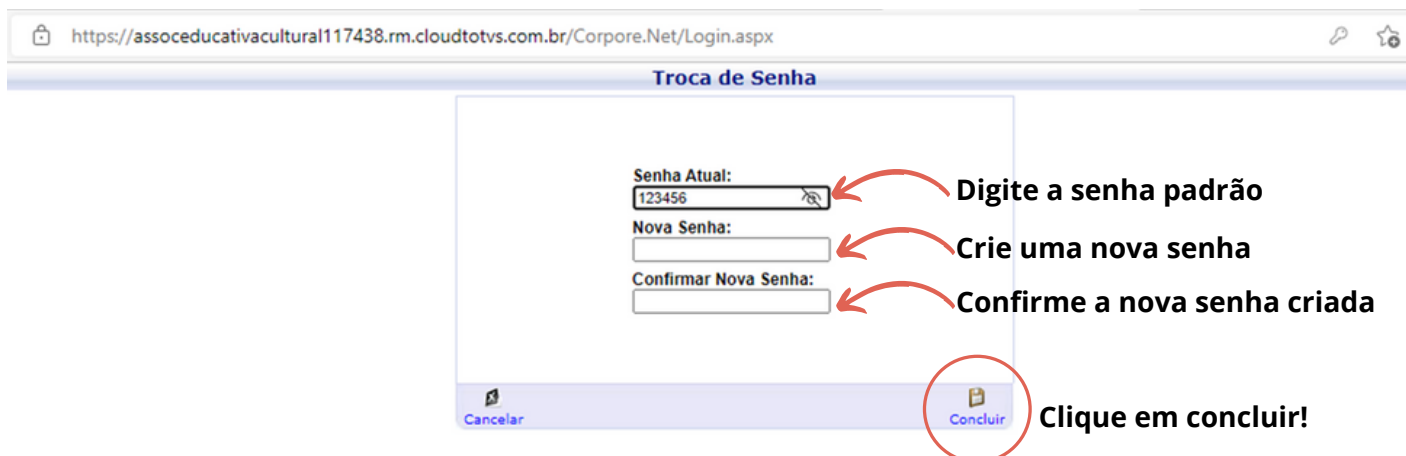 https://assoceducativacultural117438.rm.cloudtotvs.com.br/Corpore.Net/Login.aspx
Troca de Senha
Senha Atual:
123456
Digite a senha padrão
Nova Senha:
Crie uma nova senha
Confirmar Nova Senha:
Confirme a nova senha criada
Cancelar
Concluir
Clique em concluir!